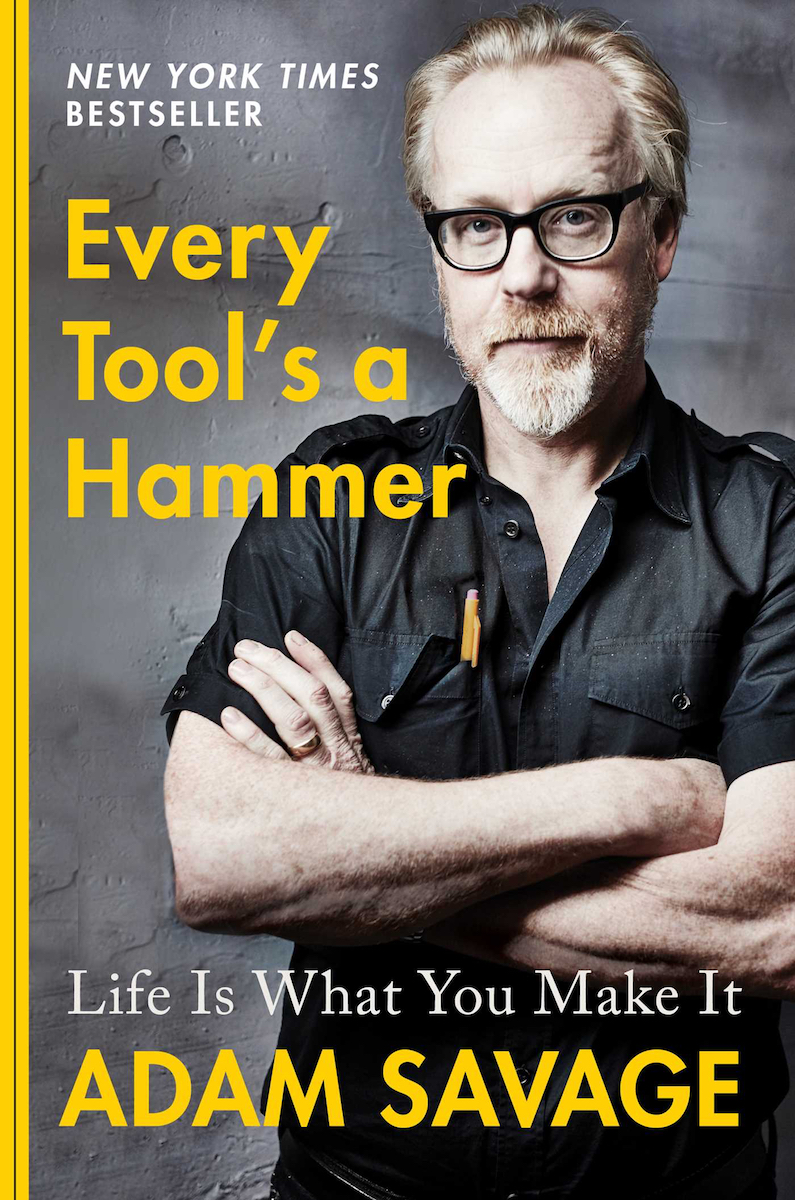 NEW YORK TIMES
BESTSELLER
Every
Tool’s a
Hammer
Life Is What You Make It
ADAM SAVAGE